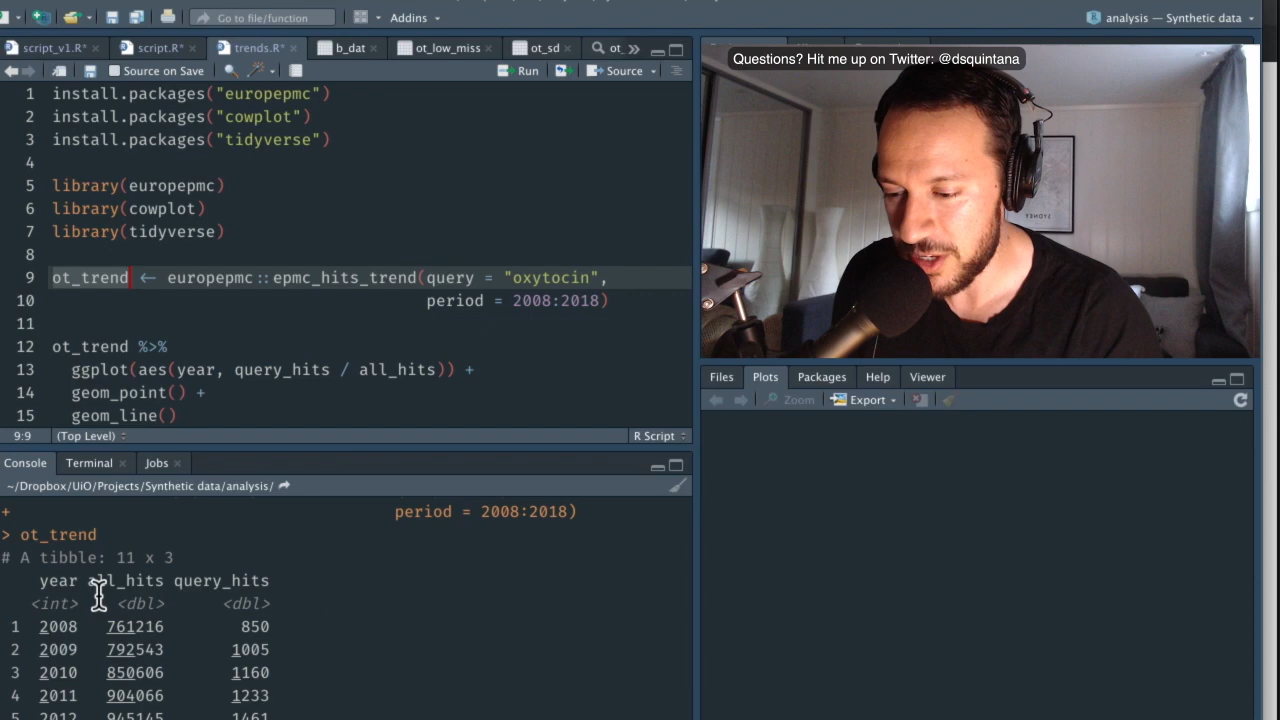 Go to file/function
Addins
analysis — Synthetic data
script_v1.R*
script.R*
trends.R*
b_dat
ot_low_miss
ot_sd
ot_
Source on Save
Run
Source
Questions? Hit me up on Twitter: @dsquintana
1 install.packages("europepmc")
2 install.packages("cowplot")
3 install.packages("tidyverse")
4
5 library(europepmc)
6 library(cowplot)
7 library(tidyverse)
8
9 ot_trend <- europepmc::epmc_hits_trend(query = "oxytocin",
10 period = 2008:2018)
11
12 ot_trend %>%
13 ggplot(aes(year, query_hits / all_hits)) +
14 geom_point() +
15 geom_line()
9:9 (Top Level) R Script
SYDNEY
Files Plots Packages Help Viewer
Zoom Export
Console Terminal Jobs
~/Dropbox/UiO/Projects/Synthetic data/analysis/
+ period = 2008:2018)
> ot_trend
# A tibble: 11 x 3
year all_hits query_hits
<int> <dbl> <dbl>
1 2008 761216 850
2 2009 792543 1005
3 2010 850606 1160
4 2011 904066 1233
5 2012 945145 1461